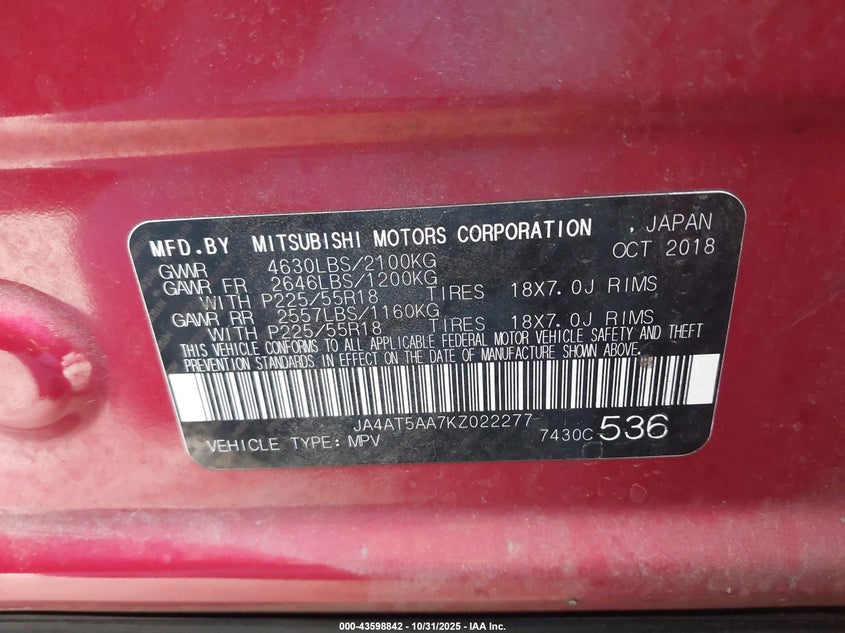 MFD.BY MITSUBISHI MOTORS CORPORATION , JAPAN
GVWR 4630LBS/2100KG OCT 2018
GAWR FR 2646LBS/1200KG
WITH P225/55R18 TIRES 18X7.0J RIMS
GAWR RR 2557LBS/1160KG
WITH P225/55R18 TIRES 18X7.0J RIMS
THIS VEHICLE CONFORMS TO ALL APPLICABLE FEDERAL MOTOR VEHICLE SAFETY AND THEFT
PREVENTION STANDARDS IN EFFECT ON THE DATE OF MANUFACTURE SHOWN ABOVE.
JA4AT5AA7KZ022277
VEHICLE TYPE:MPV 7430C 536
000-43598842 - 10/31/2025 - IAA Inc.